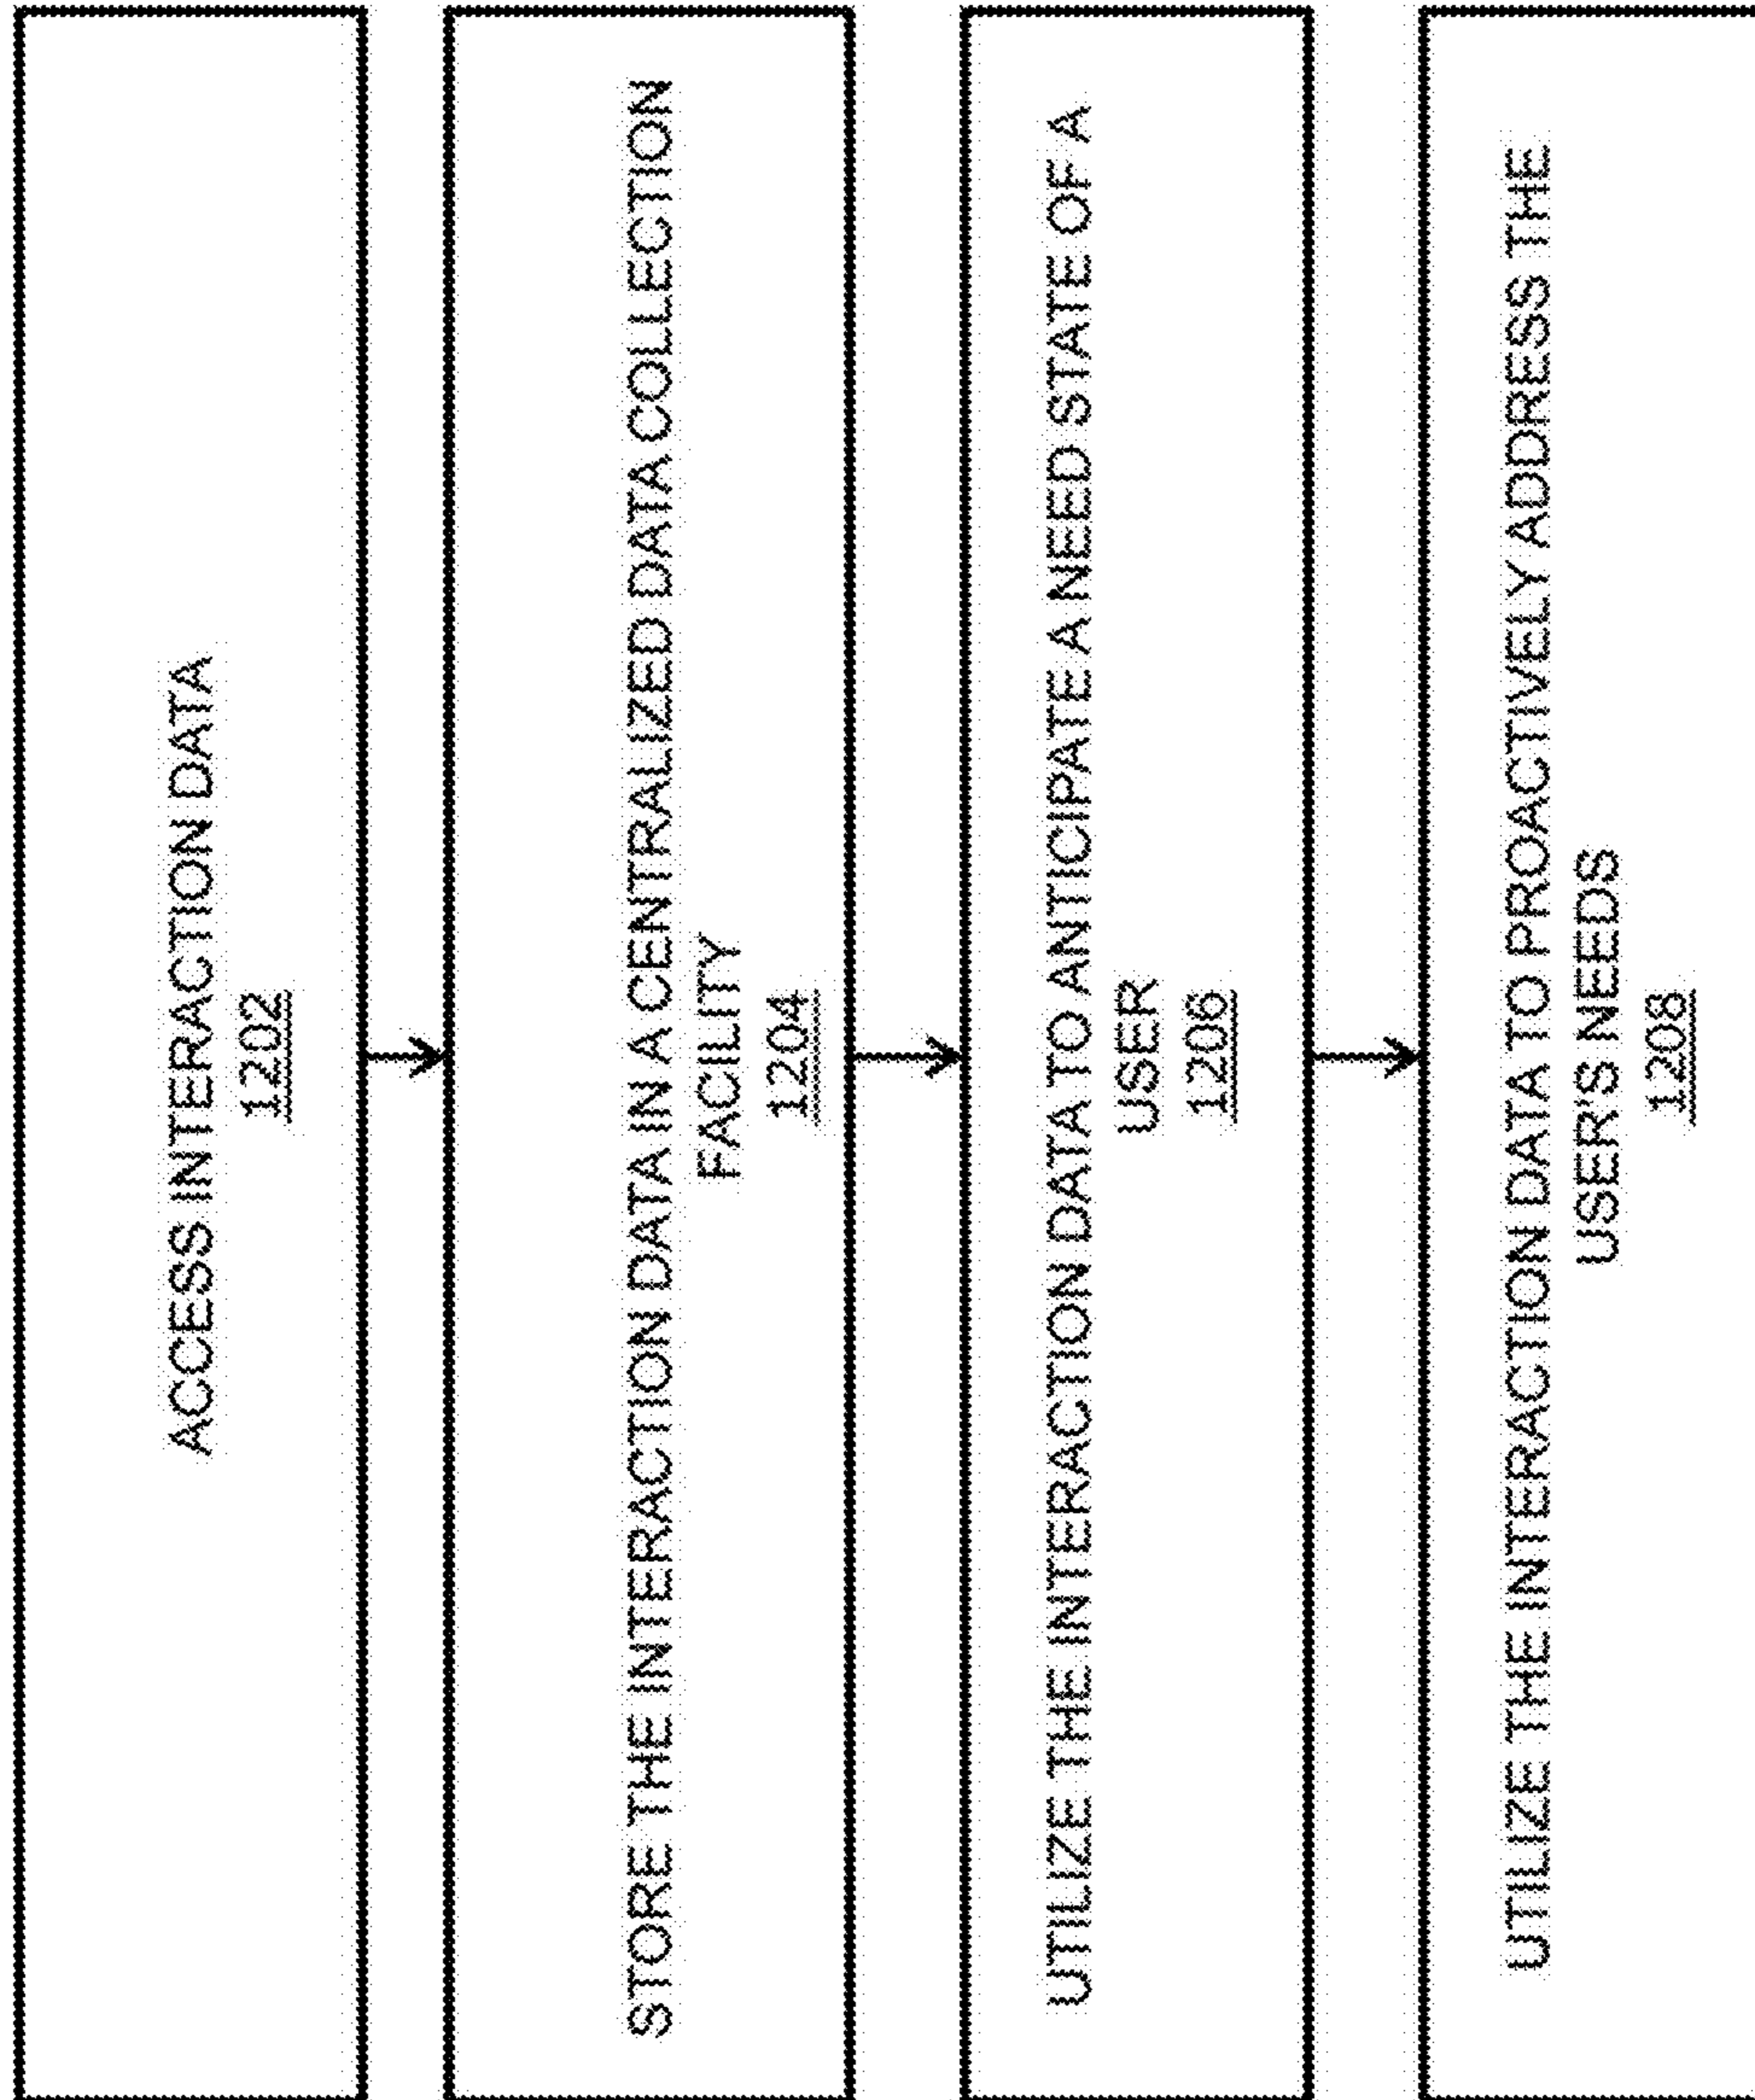 ACCESS INTERACTION DATA
1202
STORE THE INTERACTION DATA IN A CENTRALIZED DATA COLLECTION
FACILITY
1204
UTILIZE THE INTERACTION DATA TO ANTICIPATE A NEED STATE OF A
USER
1206
UTILIZE THE INTERACTION DATA TO PROACTIVELY ADDRESS THE
USER'S NEEDS
1208